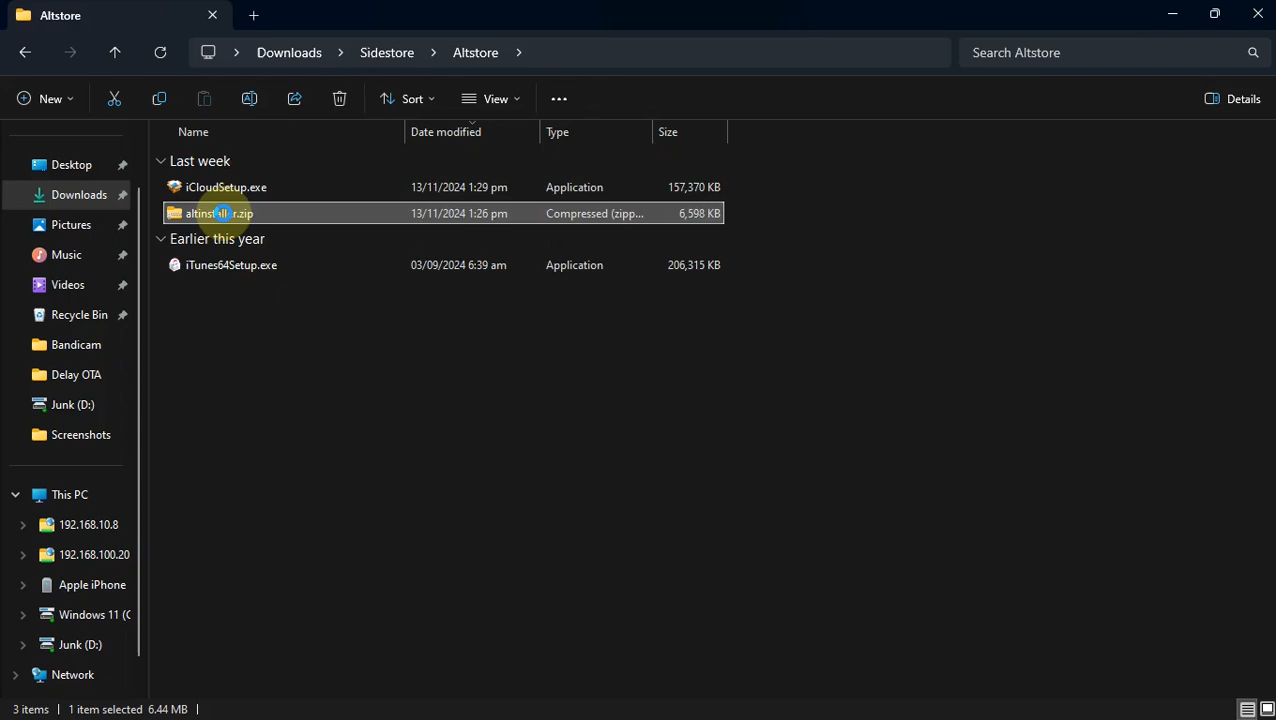 Altstore
Downloads Sidestore Altstore
Search Altstore
New
Sort
View
Details
Name Date modified Type Size
Last week
iCloudSetup.exe 13/11/2024 1:29 pm Application 157,370 KB
13/11/2024 1:26 pm Compressed (zipp... 6,598 KB
Earlier this year
iTunes64Setup.exe 03/09/2024 6:39 am Application 206,315 KB
Desktop
Downloads
Pictures
Music
Videos
Recycle Bin
Bandicam
Delay OTA
Junk (D:)
Screenshots
This PC
192.168.10.8
192.168.100.20
Apple iPhone
Windows 11 (C
Junk (D:)
Network
3 items 1 item selected 6.44 MB